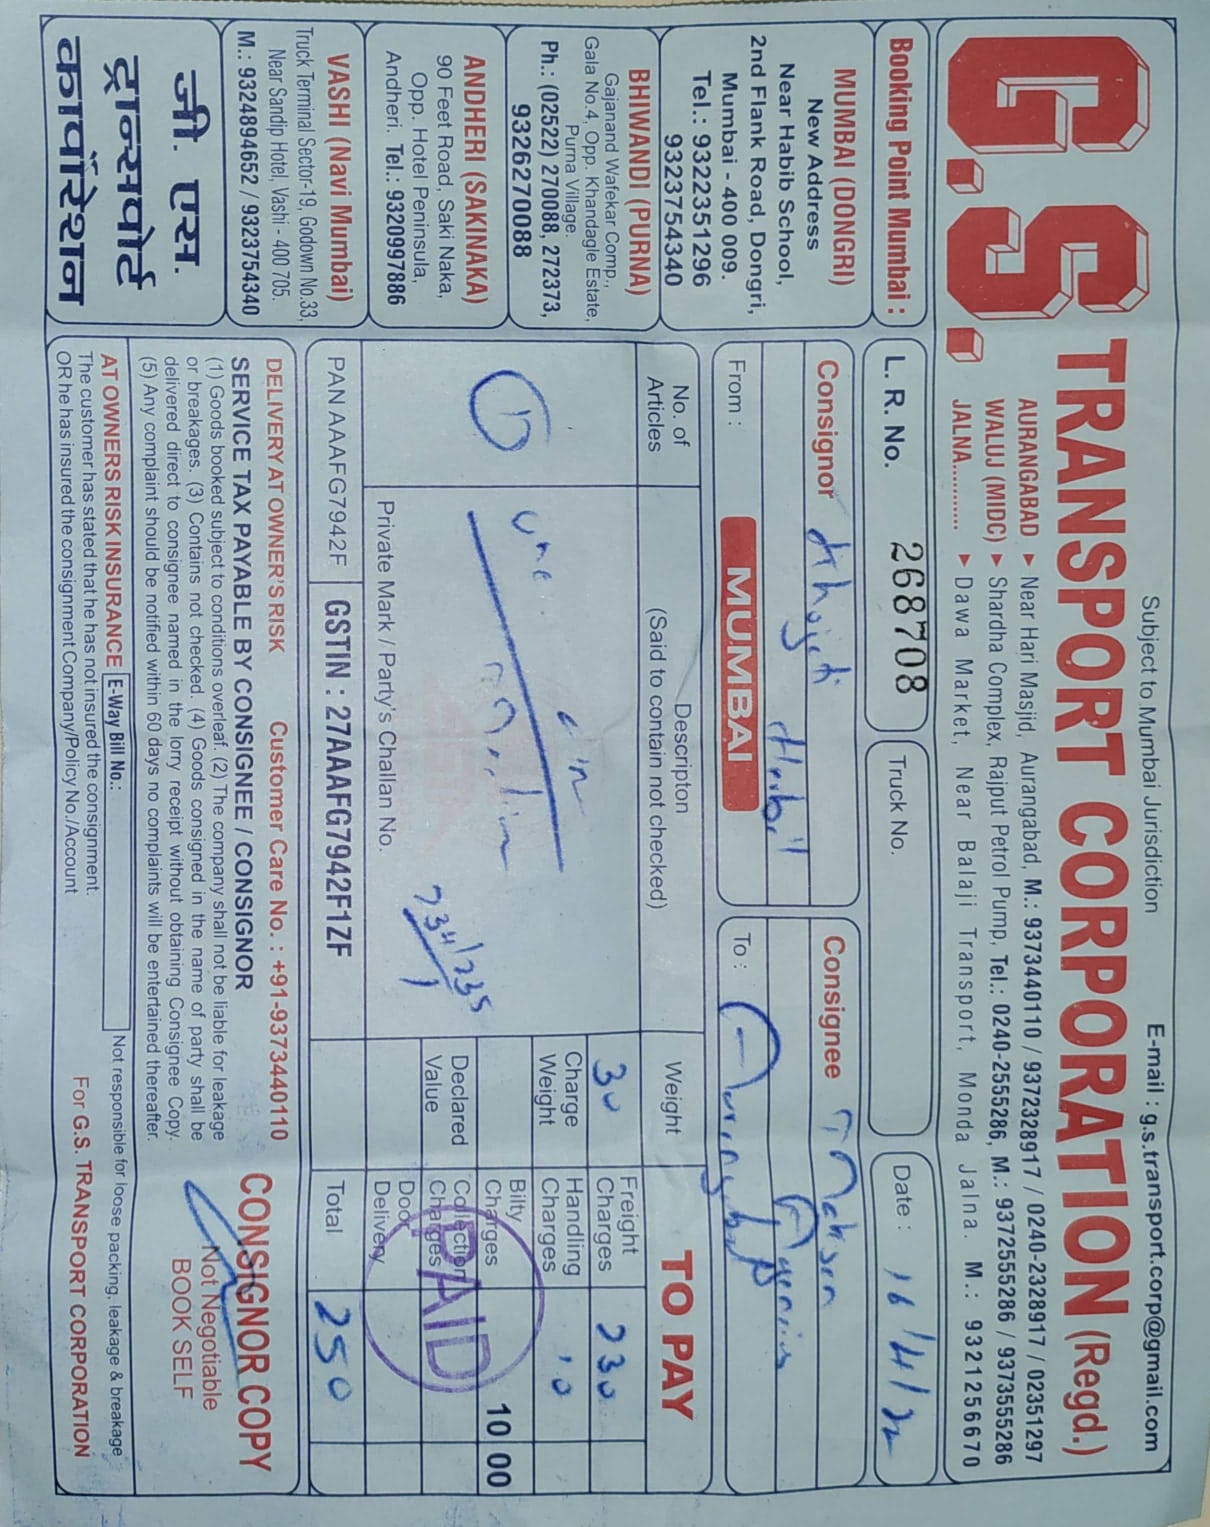 Subject to Mumbai Jurisdiction
E-mail : g.s.transport.corp@gmail.com
G.S. TRANSPORT CORPORATION (Regd.)
AURANGABAD ▸ Near Hari Masjid, Aurangabad, M.: 9373440110 / 9372328917 / 0240-2328917 / 02351297
WALUJ (MIDC) ▸ Shardha Complex, Rajput Petrol Pump, Tel.: 0240-2555286, M.: 9372555286 / 9373555286
JALNA............ ▸ Dawa Market, Near Balaji Transport, Monda Jalna. M.: 9321256670
Booking Point Mumbai :
MUMBAI (DONGRI)
New Address
Near Habib School,
2nd Flank Road, Dongri,
Mumbai - 400 009.
Tel.: 9322351296
9323754340
BHIWANDI (PURNA)
Gajanand Wafekar Comp.,
Gala No.4, Opp. Khandagle Estate,
Purna Village.
Ph.: (02522) 270088, 272373,
9326270088
ANDHERI (SAKINAKA)
90 Feet Road, Saki Naka,
Opp. Hotel Peninsula,
Andheri. Tel.: 9320997886
VASHI (Navi Mumbai)
Truck Terminal Sector-19, Godown No.33,
Near Sandip Hotel, Vashi - 400 705.
M.: 9324894652 / 9323754340
जी. एस.
ट्रान्सपोर्ट
कार्पोरेशन
L. R. No. 268708
Truck No.
Date : 16/4/22
Consignor
From : MUMBAI
Consignee
Agencies
To : Aurangabad
No. of Articles
Descripton
(Said to contain not checked)
Weight
TO PAY
1
one
734/735
30
Charge Weight
Declared Value
Freight Charges 230
Handling Charges 10
Bilty Charges 10 00
Collection Charges
Door Delivery
PAID
Private Mark / Party's Challan No.
PAN AAAFG7942F
GSTIN : 27AAAFG7942F1ZF
Total 250
DELIVERY AT OWNER'S RISK
Customer Care No. : +91-9373440110
SERVICE TAX PAYABLE BY CONSIGNEE / CONSIGNOR
(1) Goods booked subject to conditions overleaf. (2) The company shall not be liable for leakage
or breakages. (3) Contains not checked. (4) Goods consigned in the name of party shall be
delivered direct to consignee named in the lorry receipt without obtaining Consignee Copy.
(5) Any complaint should be notified within 60 days no complaints will be entertained thereafter.
CONSIGNOR COPY
Not Negotiable
BOOK SELF
AT OWNERS RISK INSURANCE
E-Way Bill No.:
The customer has stated that he has not insured the consignment.
OR he has insured the consignment Company/Policy No./Account
Not responsible for loose packing, leakage & breakage
For G.S. TRANSPORT CORPORATION